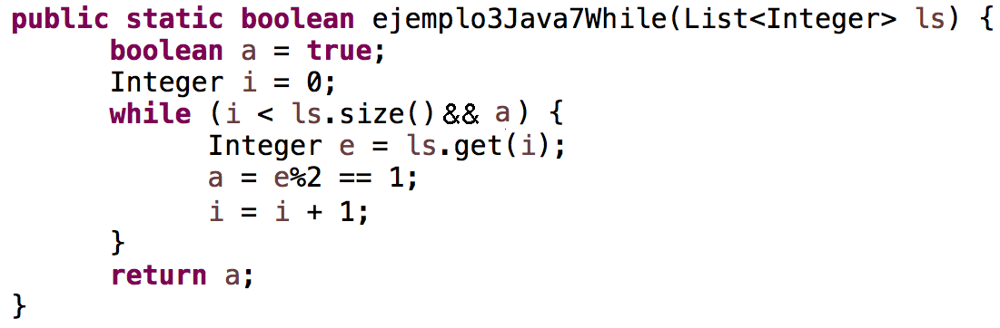 public static boolean ejemplo3Java7While(List<Integer> ls) {
boolean a = true;
Integer i = 0;
while (i < ls.size()&& a) {
Integer e = ls.get(i);
a = e%2 == 1;
i = i + 1;
}
return a;
}